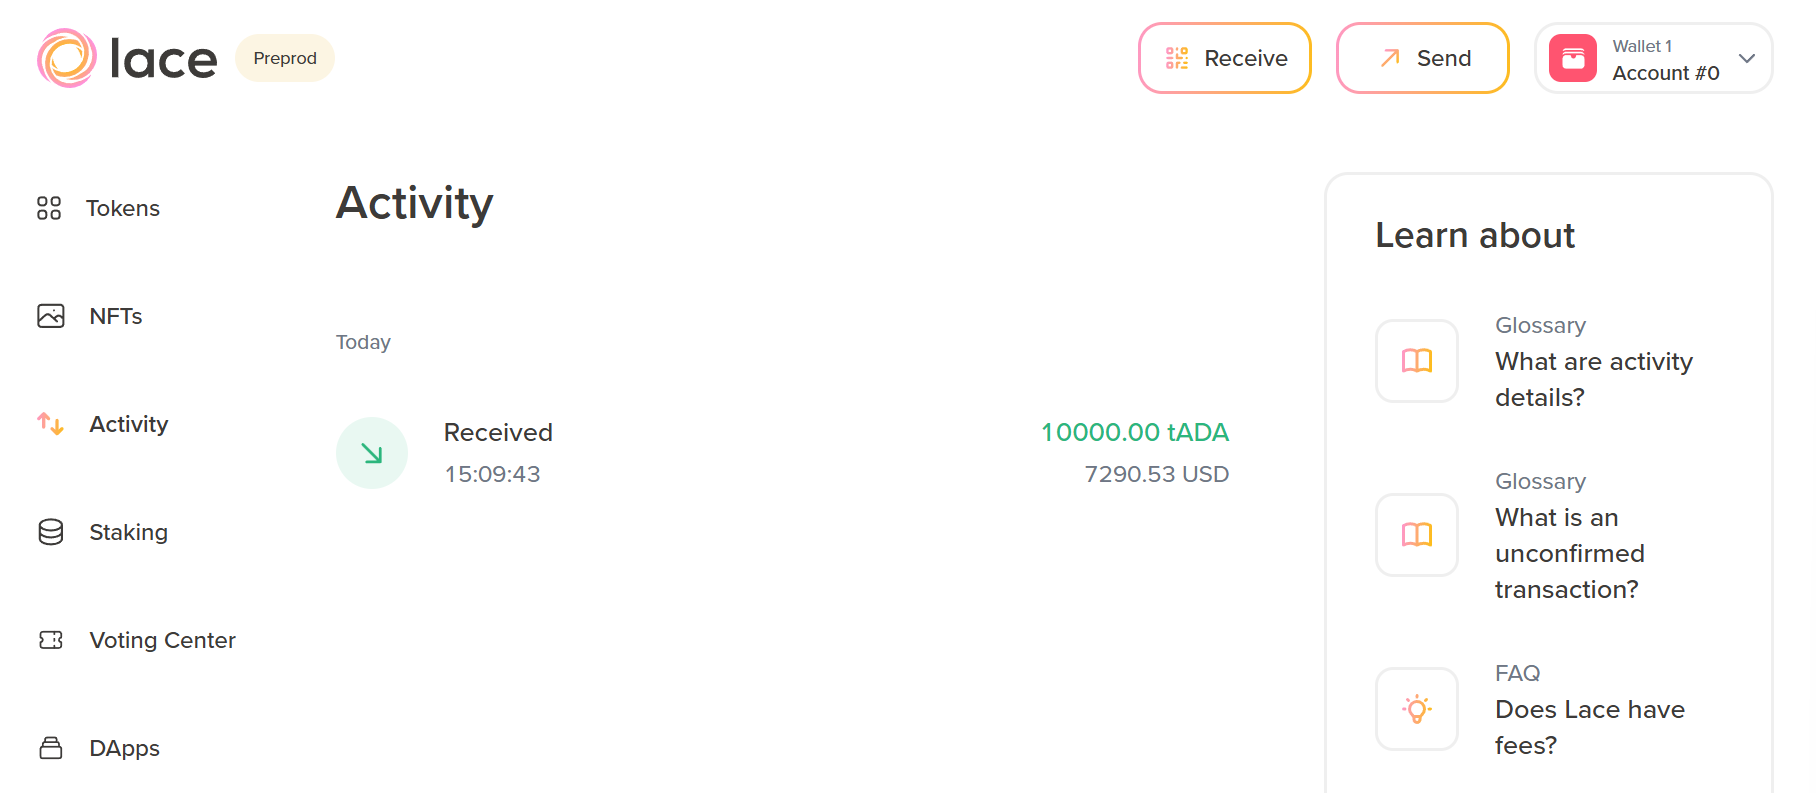 lace
Preprod
Receive
Send
Wallet 1
Account #0
Tokens
NFTs
Activity
Staking
Voting Center
DApps
Activity
Today
Received
10000.00 tADA
15:09:43
7290.53 USD
Learn about
Glossary
What are activity
details?
Glossary
What is an
unconfirmed
transaction?
FAQ
Does Lace have
fees?